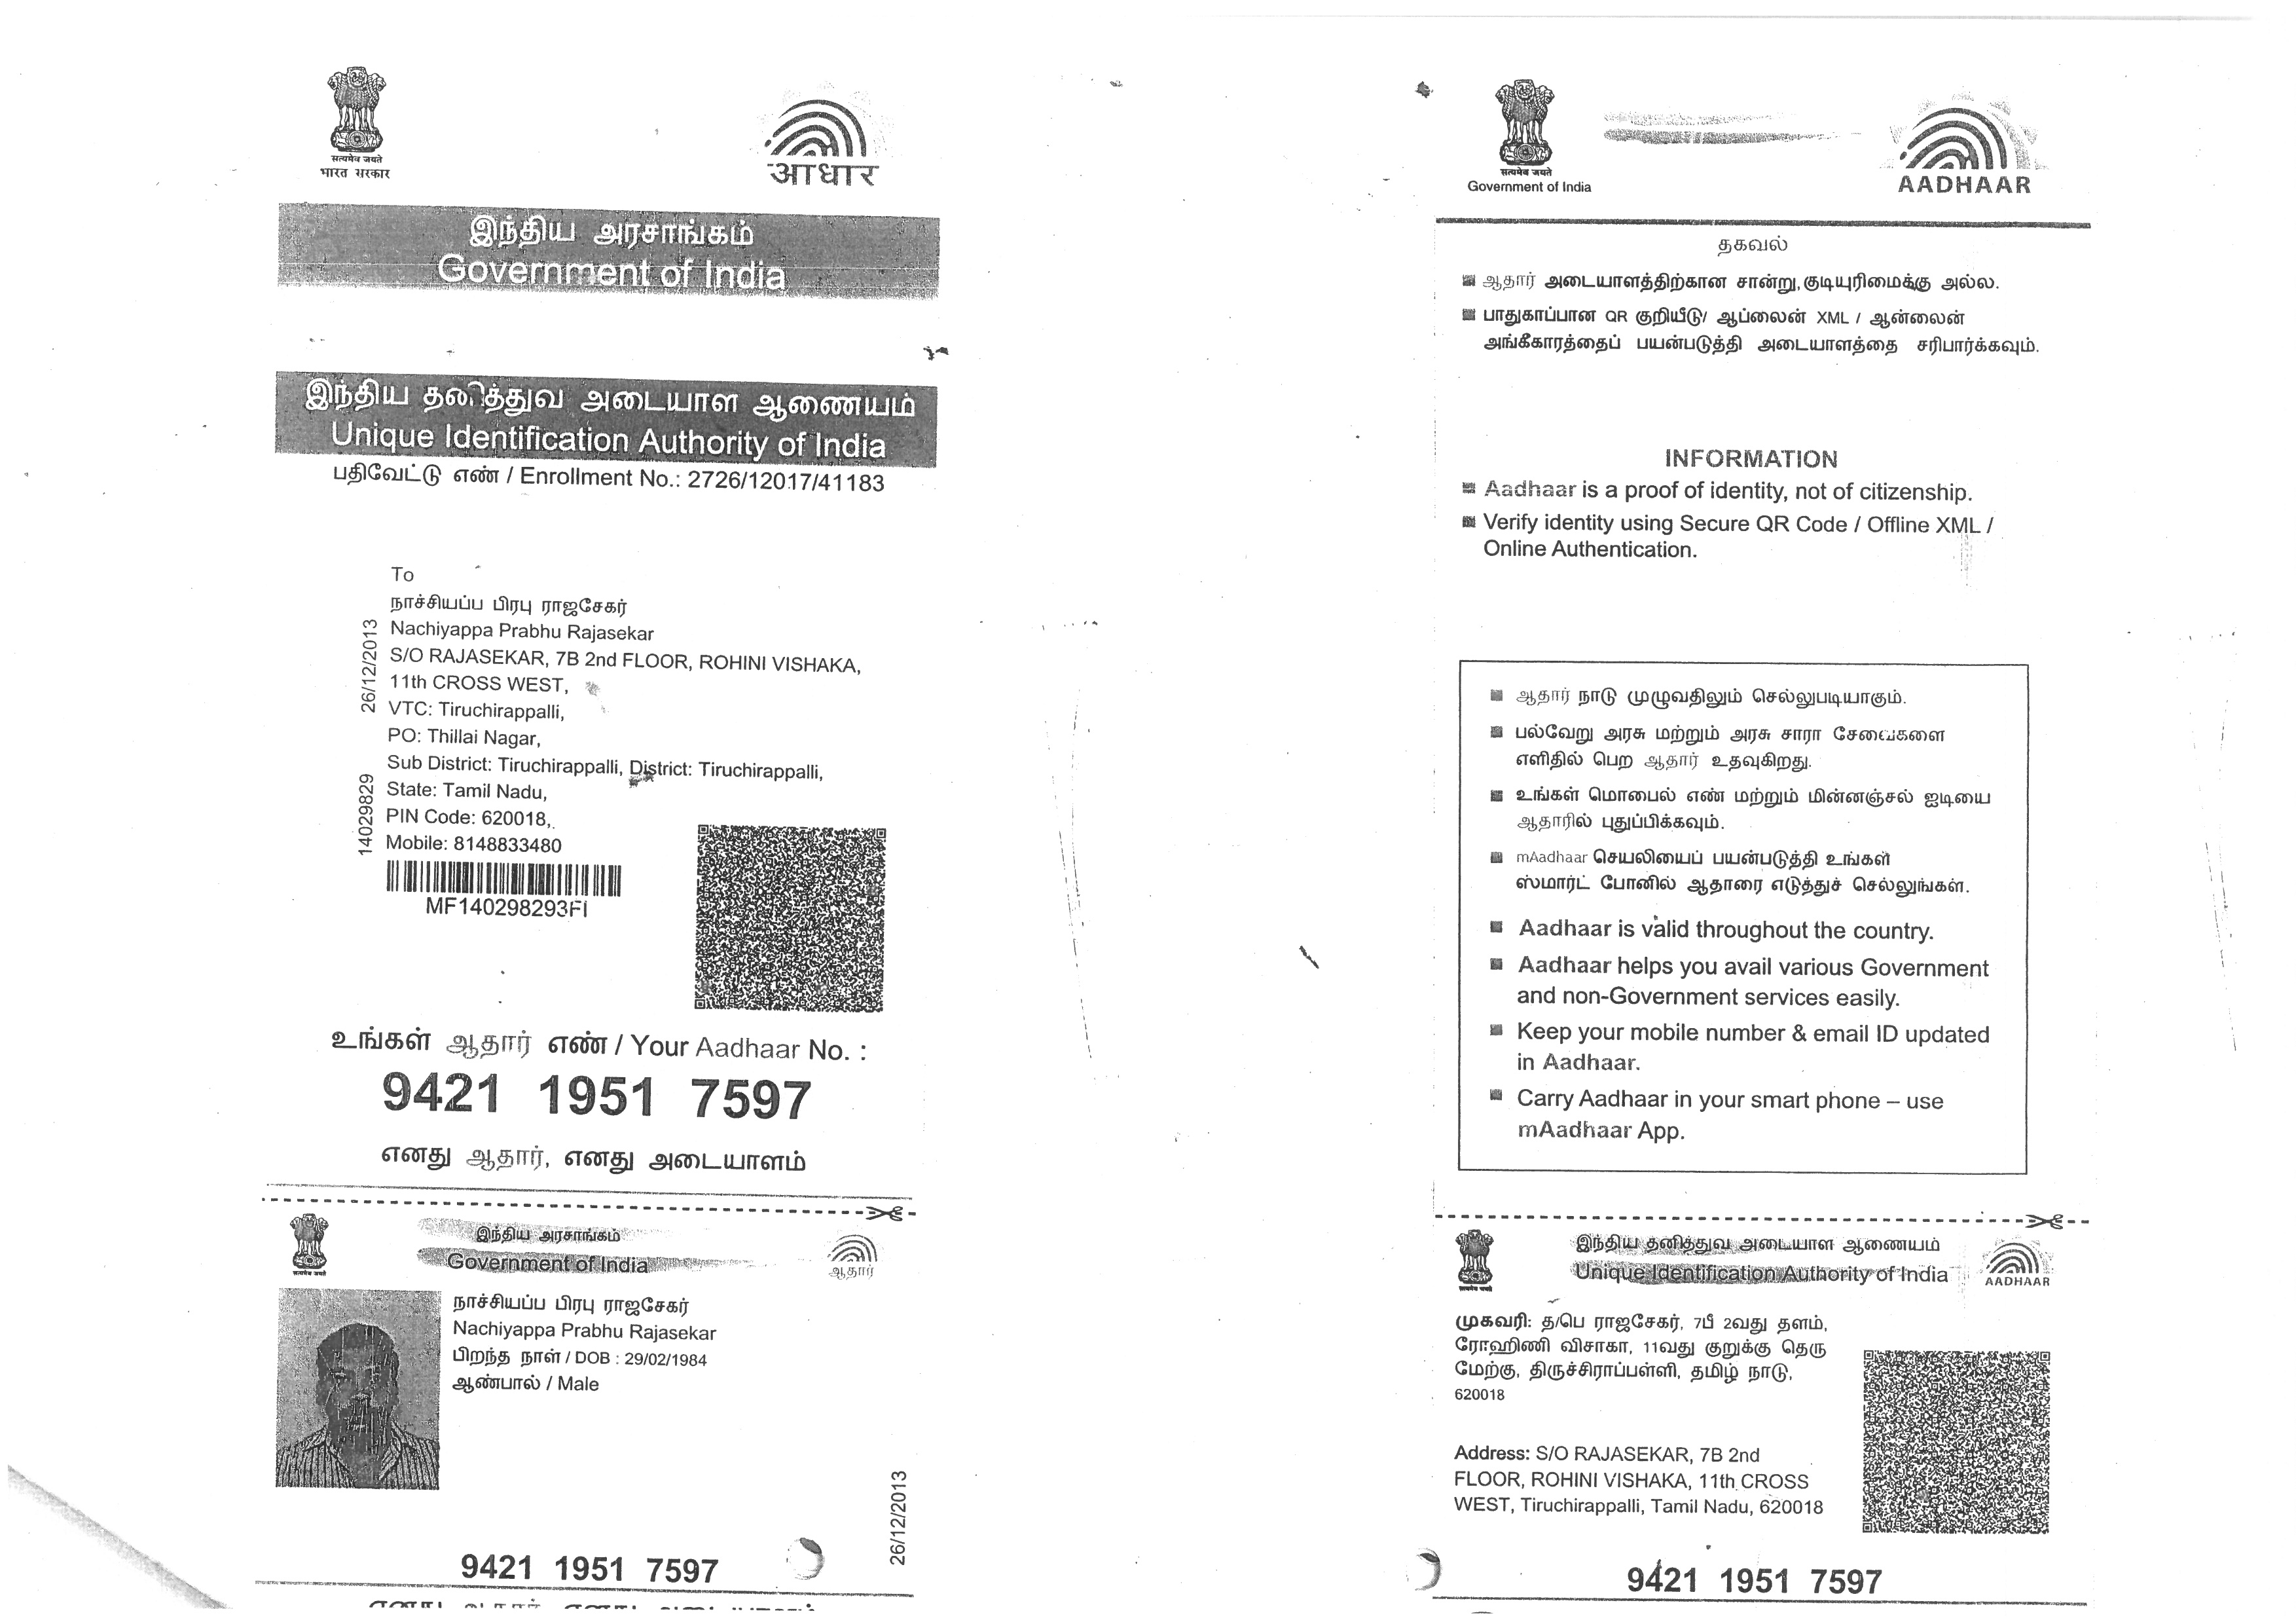 सत्यमेव जयते
भारत सरकार
आधार
இந்திய அரசாங்கம்
Government of India
இந்திய தனித்துவ அடையாள ஆணையம்
Unique Identification Authority of India
பதிவேட்டு எண் / Enrollment No.: 2726/12017/41183
To
நாச்சியப்ப பிரபு ராஜசேகர்
Nachiyappa Prabhu Rajasekar
S/O RAJASEKAR, 7B 2nd FLOOR, ROHINI VISHAKA,
11th CROSS WEST,
VTC: Tiruchirappalli,
PO: Thillai Nagar,
Sub District: Tiruchirappalli, District: Tiruchirappalli,
State: Tamil Nadu,
PIN Code: 620018,
Mobile: 8148833480
26/12/2013
14029829
MF140298293FI
உங்கள் ஆதார் எண் / Your Aadhaar No. :
9421 1951 7597
எனது ஆதார், எனது அடையாளம்
सत्यमेव जयते
இந்திய அரசாங்கம்
Government of India
ஆதார்
நாச்சியப்ப பிரபு ராஜசேகர்
Nachiyappa Prabhu Rajasekar
பிறந்த நாள் / DOB : 29/02/1984
ஆண்பால் / Male
26/12/2013
9421 1951 7597
எனது ஆதார், எனது அடையாளம்
सत्यमेव जयते
Government of India
AADHAAR
தகவல்
ஆதார் அடையாளத்திற்கான சான்று, குடியுரிமைக்கு அல்ல.
பாதுகாப்பான QR குறியீடு/ ஆப்லைன் XML / ஆன்லைன்
அங்கீகாரத்தைப் பயன்படுத்தி அடையாளத்தை சரிபார்க்கவும்.
INFORMATION
Aadhaar is a proof of identity, not of citizenship.
Verify identity using Secure QR Code / Offline XML /
Online Authentication.
ஆதார் நாடு முழுவதிலும் செல்லுபடியாகும்.
பல்வேறு அரசு மற்றும் அரசு சாரா சேவைகளை
எளிதில் பெற ஆதார் உதவுகிறது.
உங்கள் மொபைல் எண் மற்றும் மின்னஞ்சல் ஐடியை
ஆதாரில் புதுப்பிக்கவும்.
mAadhaar செயலியைப் பயன்படுத்தி உங்கள்
ஸ்மார்ட் போனில் ஆதாரை எடுத்துச் செல்லுங்கள்.
Aadhaar is valid throughout the country.
Aadhaar helps you avail various Government
and non-Government services easily.
Keep your mobile number & email ID updated
in Aadhaar.
Carry Aadhaar in your smart phone – use
mAadhaar App.
सत्यमेव जयते
இந்திய தனித்துவ அடையாள ஆணையம்
Unique Identification Authority of India
AADHAAR
முகவரி: த/பெ ராஜசேகர், 7பீ 2வது தளம்,
ரோஹிணி விசாகா, 11வது குறுக்கு தெரு
மேற்கு, திருச்சிராப்பள்ளி, தமிழ் நாடு,
620018
Address: S/O RAJASEKAR, 7B 2nd
FLOOR, ROHINI VISHAKA, 11th CROSS
WEST, Tiruchirappalli, Tamil Nadu, 620018
9421 1951 7597